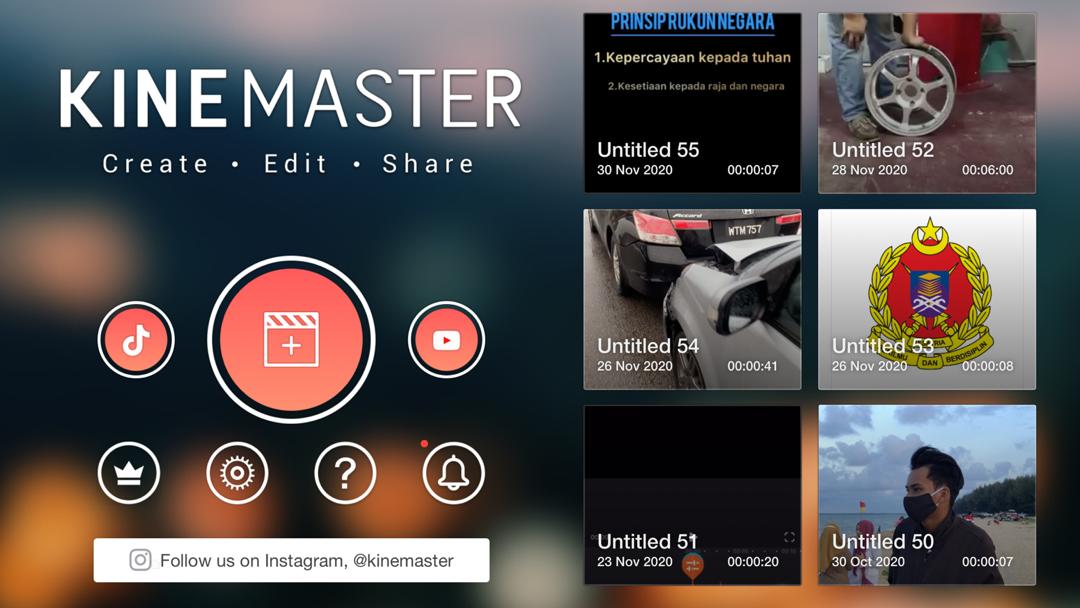 KINEMASTER
Create • Edit • Share
Follow us on Instagram, @kinemaster
PRINSIP RUKUN NEGARA
1.Kepercayaan kepada tuhan
2.Kesetiaan kepada raja dan negara
Untitled 55
30 Nov 2020 00:00:07
Untitled 52
28 Nov 2020 00:06:00
Accord
WTM 757
Untitled 54
26 Nov 2020 00:00:41
Untitled 53
DAN BERDISIPLIN
26 Nov 2020 00:00:08
Untitled 51
23 Nov 2020 00:00:20
Untitled 50
30 Oct 2020 00:00:07